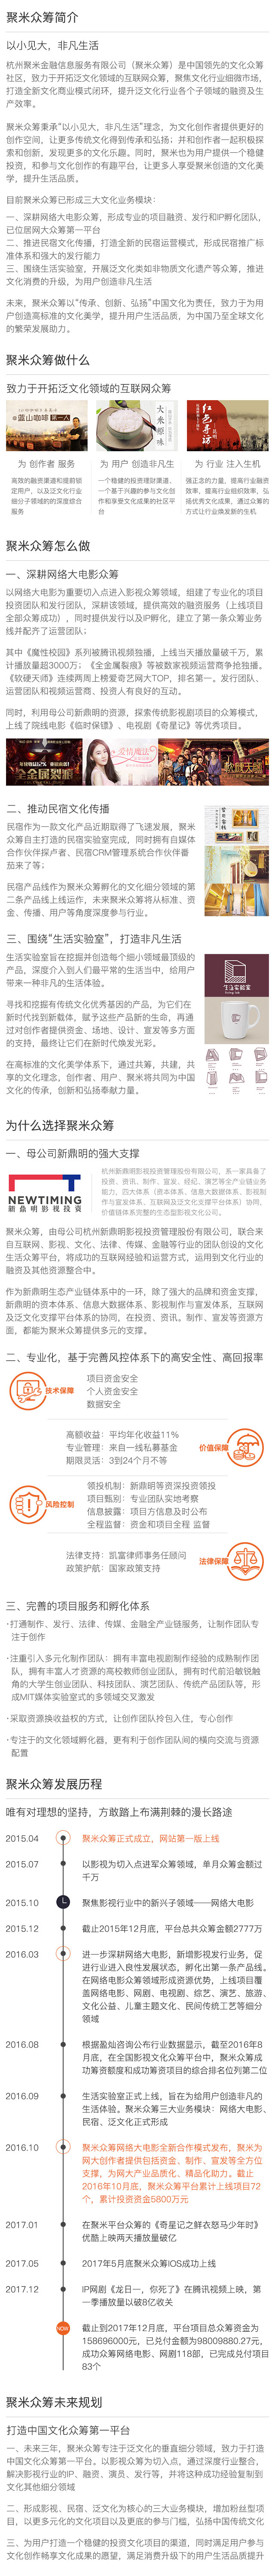 聚米众筹简介
以小见大，非凡生活
杭州聚米金融信息服务有限公司（聚米众筹）是中国领先的文化众筹
社区，致力于开拓泛文化领域的互联网众筹，聚焦文化行业细微市场，
打造全新文化商业模式闭环，提升泛文化行业各个子领域的融资及生
产效率。
聚米众筹秉承“以小见大，非凡生活”理念，为文化创作者提供更好的
创作空间，让更多传统文化得到传承和弘扬；并和创作者一起积极探
索和创新，发现更多的文化乐趣。同时，聚米也为用户提供一个稳健
投资，和参与文化创作的有趣平台，让更多人享受聚米创造的文化美
学，提升生活品质。
目前聚米众筹已形成三大文化业务模块：
一、深耕网络大电影众筹，形成专业的项目融资、发行和IP孵化团队，
已位居网大众筹第一平台
二、推进民宿文化传播，打造全新的民宿运营模式，形成民宿推广标
准体系和强大的发行能力
三、围绕生活实验室，开展泛文化类如非物质文化遗产等众筹，推进
文化消费的升级，为用户创造非凡生活
未来，聚米众筹以“传承、创新、弘扬”中国文化为责任，致力于为用
户创造高标准的文化美学，提升用户生活品质，为中国乃至全球文化
的繁荣发展助力。
聚米众筹做什么
致力于开拓泛文化领域的互联网众筹
蓝山咖啡 第一人
大米原味
红色手语
为 创作者 服务
为 用户 创造非凡生
为 行业 注入生机
高效的融资渠道和提前锁
定用户，以及泛文化行业
细分子领域的的深度综合
服务
一个稳健的投资理财渠道、
一个基于兴趣的参与文化创
作和享受文化成果的社区平
台
强正念的力量，提高行业融资
效率，提高行业组织效率，弘
扬优秀文化成果，通过众筹的
方式让行业焕发新的生机
聚米众筹怎么做
一、深耕网络大电影众筹
以网络大电影为重要切入点进入影视众筹领域，组建了专业化的项目
投资团队和发行团队，深耕该领域，提供高效的融资服务（上线项目
全部众筹成功），同时提供发行以及IP孵化，建立了第一条众筹业务
线并配齐了运营团队；
其中《魔性校园》系列被腾讯视频独播，上线当天播放量破千万，累
计播放量超3000万；《全金属裂痕》等被数家视频运营商争抢独播。
《软硬天师》连续两周上榜爱奇艺网大TOP，排名第一。发行团队、
运营团队和视频运营商、投资人有良好的互动。
同时，利用母公司新鼎明的资源，探索传统影视剧项目的众筹模式，
上线了院线电影《临时保镖》、电视剧《奇星记》等优秀项目。
二、推动民宿文化传播
民宿作为一款文化产品近期取得了飞速发展，聚米
众筹自主打造的民宿实验室完成，同时拥有自媒体
合作伙伴探庐者、民宿CRM管理系统合作伙伴番
茄来了等；
民宿产品线作为聚米众筹孵化的文化细分领域的第
二条产品线上线运作，未来聚米众筹将从标准、资
金、传播、用户等角度深度参与行业。
三、围绕“生活实验室”，打造非凡生活
生活实验室旨在挖掘并创造每个细小领域最顶级的
产品，深度介入到人们最平常的生活当中，给用户
带来一种非凡的生活体验。
寻找和挖掘有传统文化优秀基因的产品，为它们在
新时代找到新载体，赋予这些产品新的生命，再通
过对创作者提供资金、场地、设计、宣发等多方面
的支持，最终让它们在新时代焕发光彩。
在高标准的文化美学体系下，通过共筹，共建，共
享的文化理念，创作者、用户、聚米将共同为中国
文化的传承，创新和弘扬贡献力量。
为什么选择聚米众筹
一、母公司新鼎明的强大支撑
NEWTIMING
新鼎明影视投资
杭州新鼎明影视投资管理股份有限公司，系一家具备了
投资、资讯、制作、宣发、经纪、演艺等全产业链业务
能力，四大体系（资本体系、信息大数据体系、影视制
作与宣发体系，互联网及泛文化支撑平台体系）协同，
价值链体系完整的生态型影视文化公司。
聚米众筹，由母公司杭州新鼎明影视投资管理股份有限公司，联合来
自互联网、影视、文化、法律、传媒、金融等行业的团队创设的文化
生活众筹平台，将成功的互联网经验和运营方式，运用到文化行业的
融资及其他资源整合中。
作为新鼎明生态产业链体系中的一环，除了强大的品牌和资金支撑，
新鼎明的资本体系、信息大数据体系、影视制作与宣发体系，互联网
及泛文化支撑平台体系的协同，在投资、资讯、制作、宣发等资源方
面，都能为聚米众筹提供多元的支撑。
二、专业化，基于完善风控体系下的高安全性、高回报率
技术保障
项目资金安全
个人资金安全
数据安全
高额收益：平均年化收益11%
专业管理：来自一线私募基金
期限灵活：3到24个月不等
价值保障
风险控制
领投机制：新鼎明等资深投资领投
项目甄别：专业团队实地考察
信息披露：项目方信息及时公布
全程监督：资金和项目全程 监督
法律支持：凯富律师事务任顾问
政策护航：国家政策支持
法律保障
三、完善的项目服务和孵化体系
·打通制作、发行、法律、传媒、金融全产业链服务，让制作团队专
注于创作
·注重引入多元化制作团队：拥有丰富电视剧制作经验的成熟制作团
队，拥有丰富人才资源的高校教师创业团队，拥有时代前沿敏锐触
角的大学生创业团队、科技团队、演艺团队、传统产品团队等，形
成MIT媒体实验室式的多领域交叉激发
·采取资源换收益权的方式，让创作团队拎包入住，专心创作
·专注于的文化领域孵化器，更有利于创作团队间的横向交流与资源
配置
聚米众筹发展历程
唯有对理想的坚持，方敢踏上布满荆棘的漫长路途
2015.04
聚米众筹正式成立，网站第一版上线
2015.07
以影视为切入点进军众筹领域，单月众筹金额过
千万
2015.10
聚焦影视行业中的新兴子领域——网络大电影
2015.12
截止2015年12月底，平台总共众筹金额2777万
2016.03
进一步深耕网络大电影，新增影视发行业务，促
进行业进入良性发展状态，孵化出第一条产品线。
在网络电影众筹领域形成资源优势，上线项目覆
盖网络电影、网剧、电视剧、综艺、演艺、旅游、
文化公益、儿童主题文化、民间传统工艺等细分
领域
2016.08
根据盈灿咨询公布行业数据显示，截至2016年8
月底，在全国影视文化众筹平台中，聚米众筹成
功筹资额度和成功筹资项目的综合排名位列第二位
2016.09
生活实验室正式上线，旨在为给用户创造非凡的
生活体验。聚米众筹三大业务模块：网络大电影、
民宿、泛文化正式形成
2016.10
聚米众筹网络大电影全新合作模式发布，聚米为
网大创作者提供包括资金、制作、宣发等全方位
支撑，为网大产业品质化、精品化助力。截止
2016年10月底，聚米众筹平台累计上线项目72
个，累计投资资金5800万元
2017.01
在聚米平台众筹的《奇星记之鲜衣怒马少年时》
优酷上映两天播放量破亿
2017.05
2017年5月底聚米众筹IOS成功上线
2017.12
IP网剧《龙日一，你死了》在腾讯视频上映，第
一季播放量以破8亿收关
NOW
截止到2017年12月底，平台项目总众筹资金为
158696000元，已兑付金额为98009880.27元，
成功众筹网络电影、网剧118部，已完成兑付项目
83个
聚米众筹未来规划
打造中国文化众筹第一平台
一、未来三年，聚米众筹专注于泛文化的垂直细分领域，致力于打造
中国文化众筹第一平台。以影视众筹为切入点，通过深度行业整合，
解决影视行业的IP、融资、演员、发行等，并将这种成功经验复制到
文化其他细分领域
二、形成影视、民宿、泛文化为核心的三大业务模块，增加粉丝型项
目，以更多元化的文化项目以及更底的参与门槛，弘扬中国传统文化
三、为用户打造一个稳健的投资文化项目的渠道，同时满足用户参与
文化创作畅享文化成果的愿望，满足消费升级下的用户生活品质提升